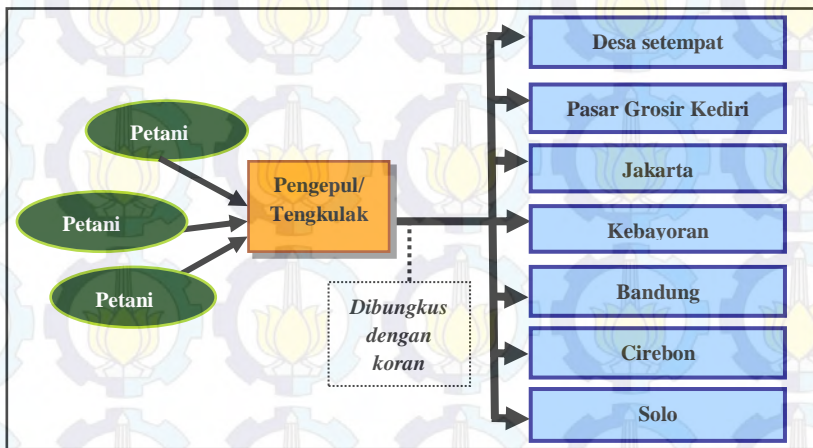 Petani
Petani
Petani
Pengepul/
Tengkulak
Dibungkus
dengan
koran
Desa setempat
Pasar Grosir Kediri
Jakarta
Kebayoran
Bandung
Cirebon
Solo